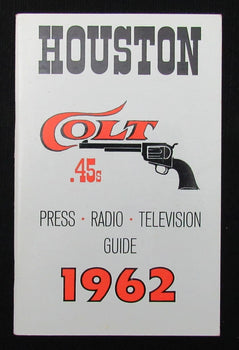 HOUSTON
COLT
.45s
PRESS · RADIO · TELEVISION
GUIDE
1962